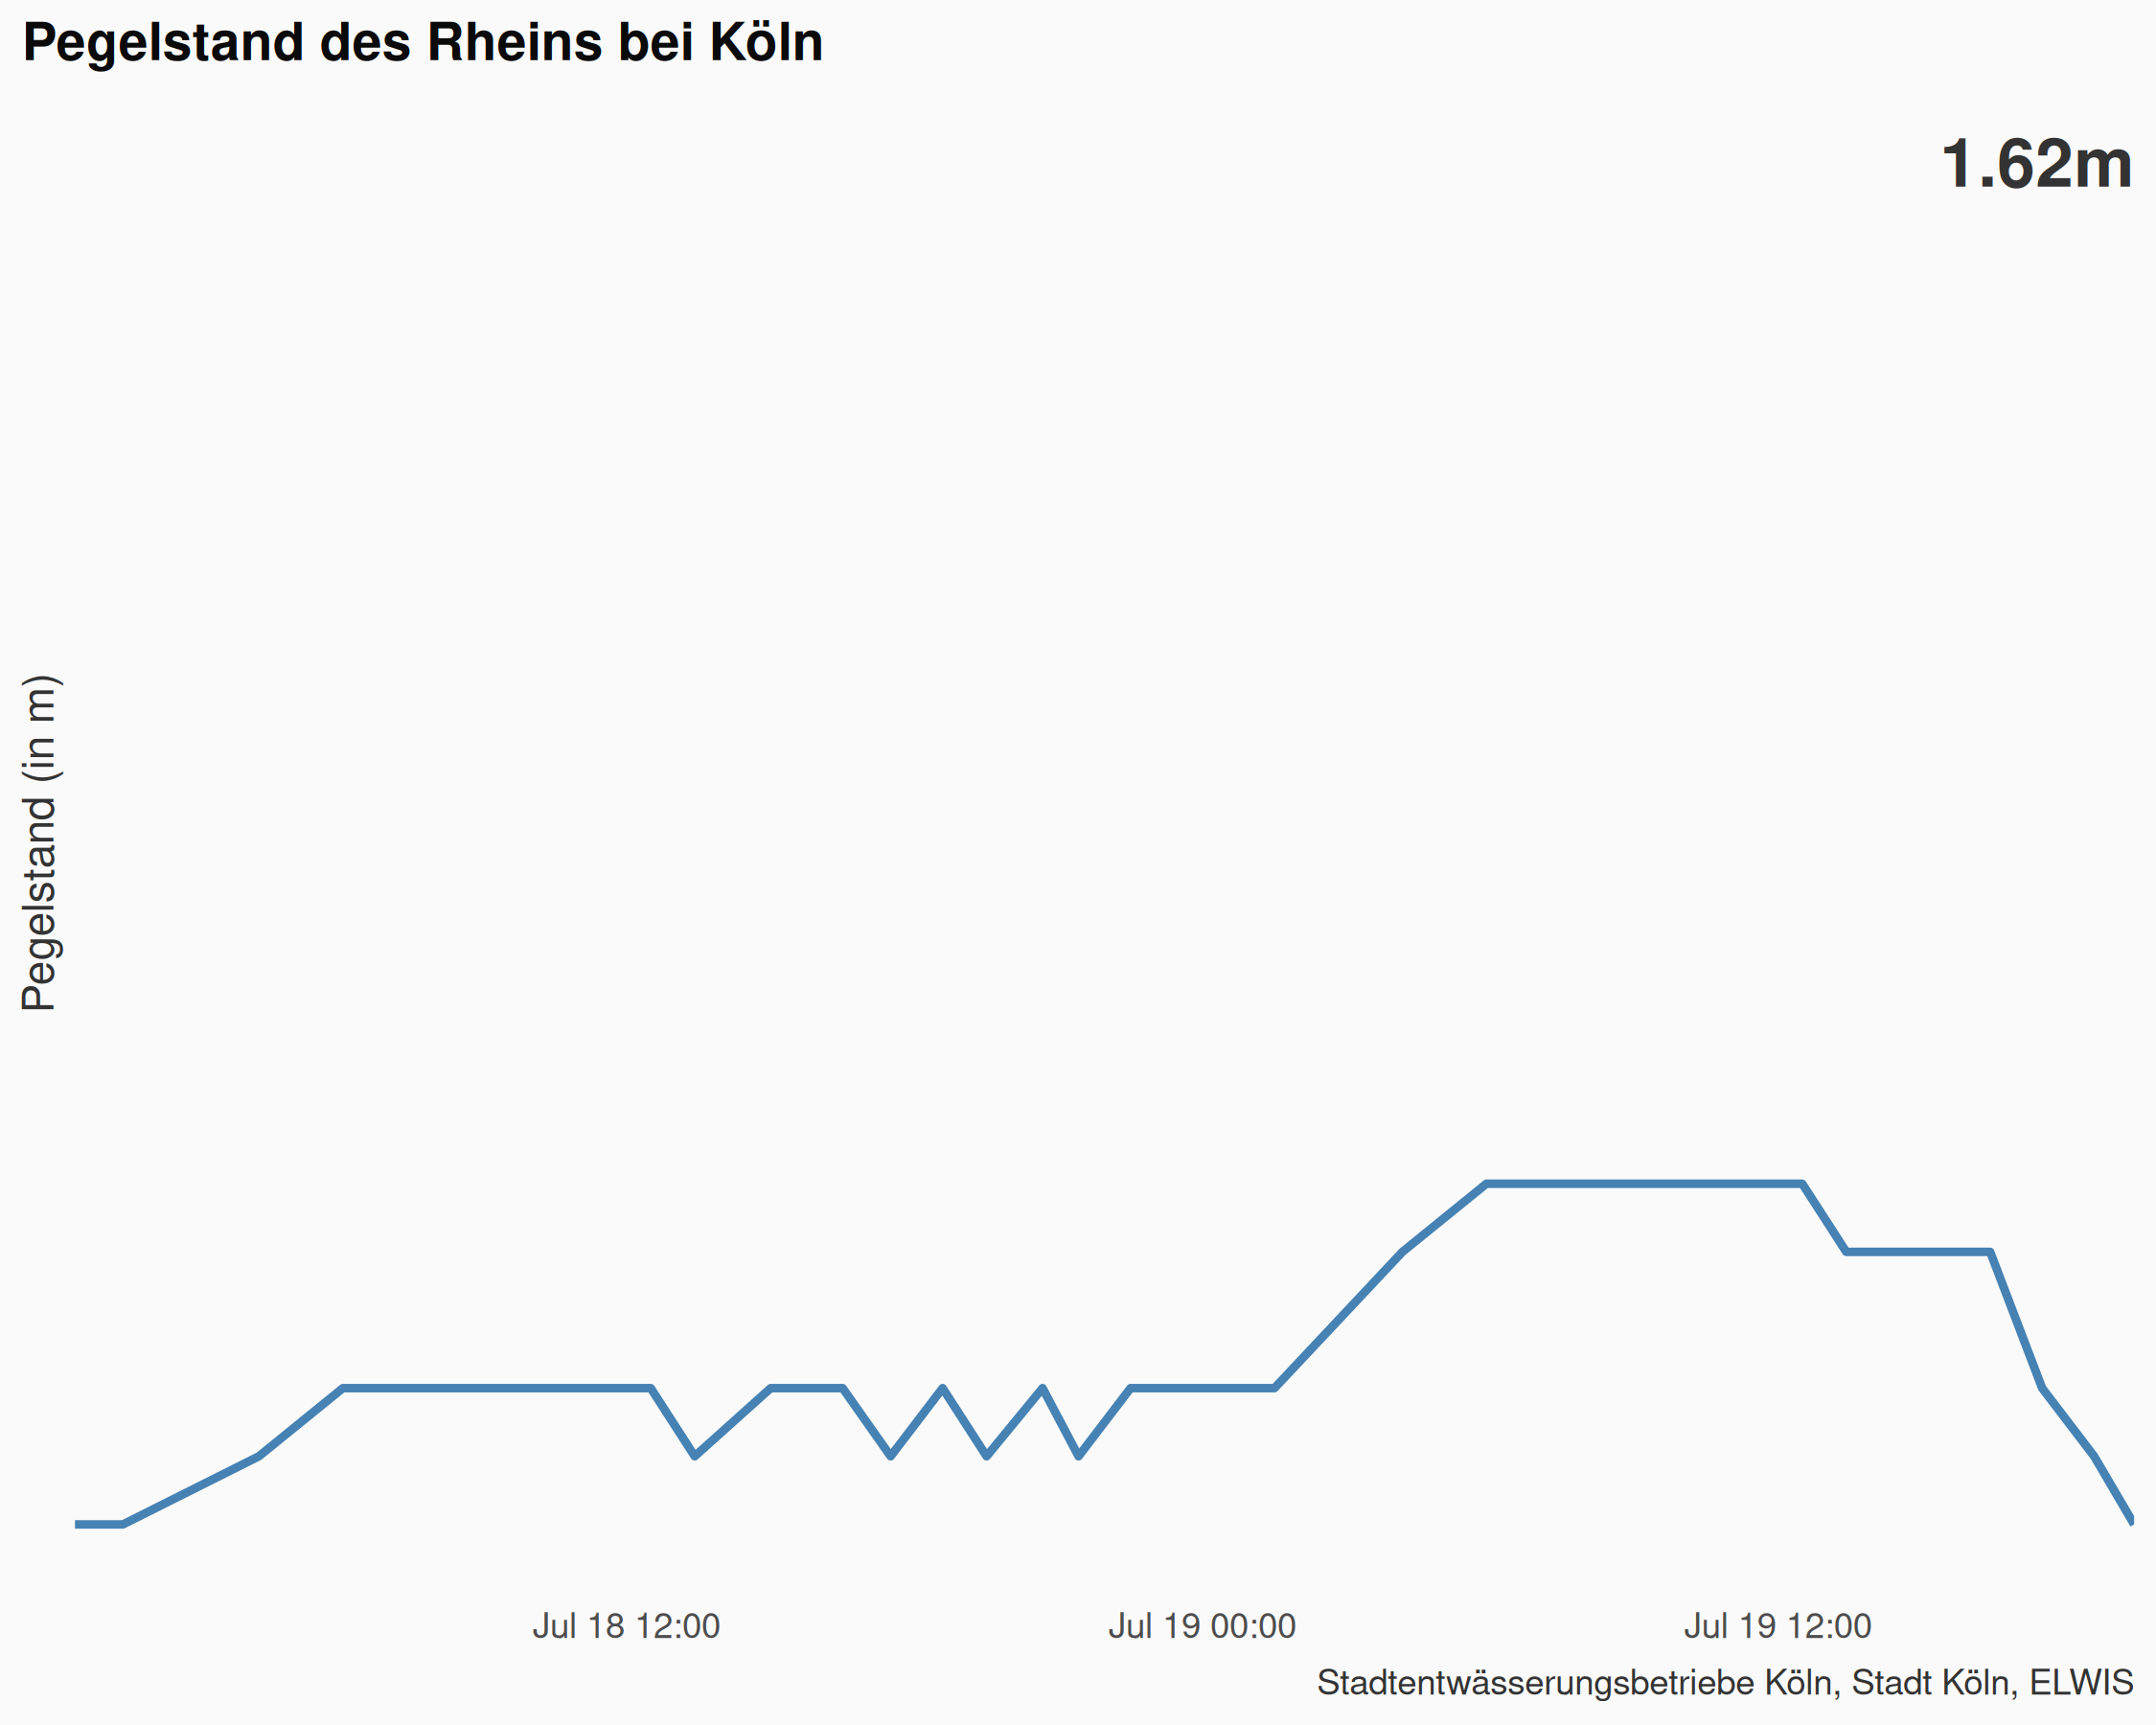 Pegelstand des Rheins bei Köln
1.62m
Pegelstand (in m)
Jul 18 12:00
Jul 19 00:00
Jul 19 12:00
Stadtentwässerungsbetriebe Köln, Stadt Köln, ELWIS